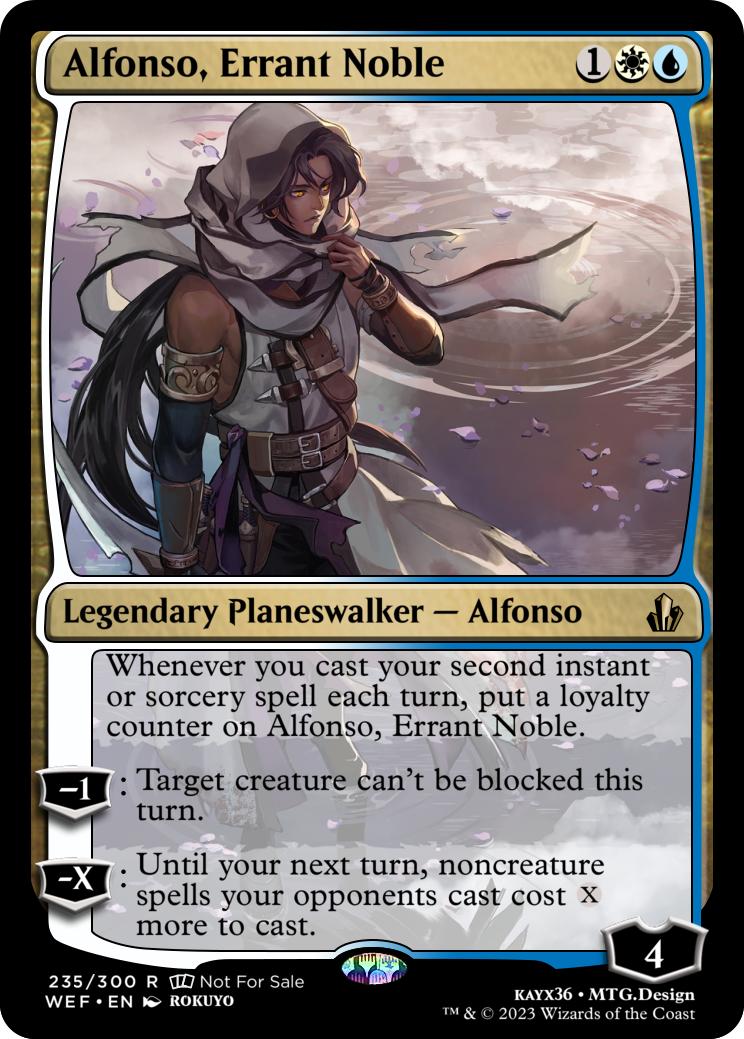 Alfonso, Errant Noble 1
Legendary Planeswalker — Alfonso
Whenever you cast your second instant
or sorcery spell each turn, put a loyalty
counter on Alfonso, Errant Noble.
−1 : Target creature can't be blocked this
turn.
−X : Until your next turn, noncreature
spells your opponents cast cost X
more to cast.
4
235/300 R Not For Sale
WEF • EN ROKUYO
KAYX36 • MTG.Design
™ & © 2023 Wizards of the Coast